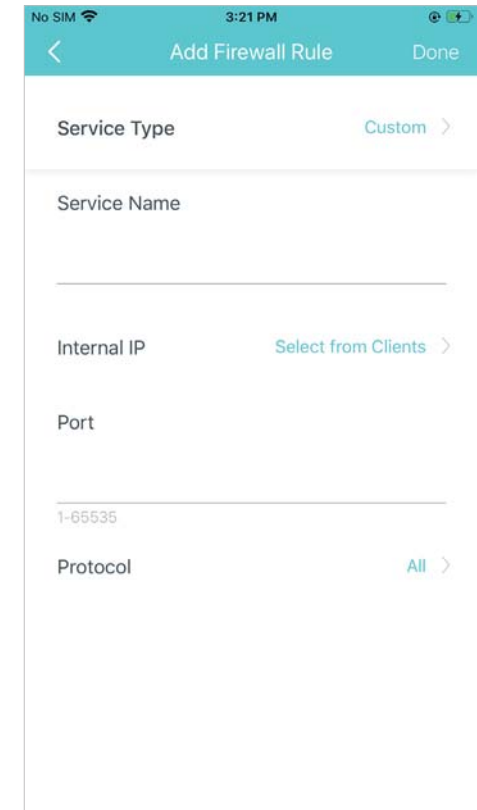 No SIM 3:21 PM
Add Firewall Rule Done
Service Type Custom
Service Name
Internal IP Select from Clients
Port
1-65535
Protocol All